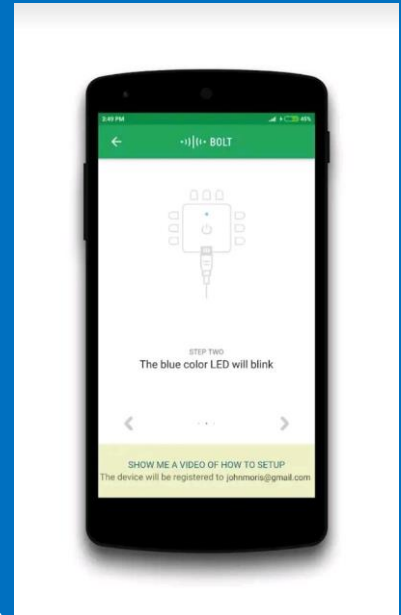 3:49 PM 49%
BOLT
STEP TWO
The blue color LED will blink
SHOW ME A VIDEO OF HOW TO SETUP
The device will be registered to johnmoris@gmail.com